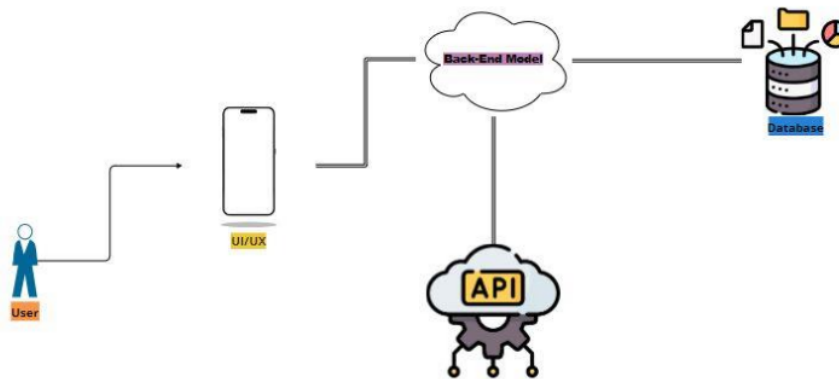 Back-End Model
Database
UI/UX
User
API